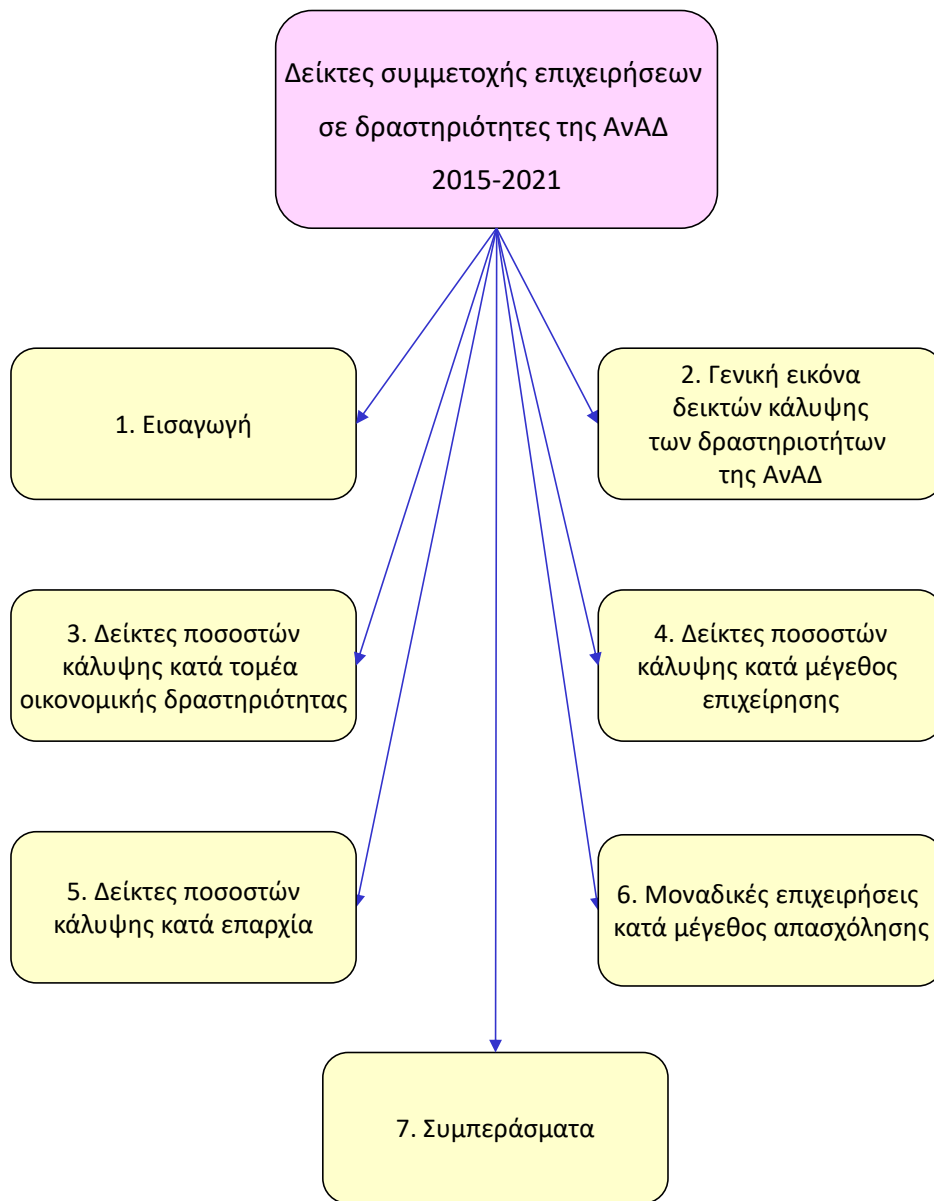 Δείκτες συμμετοχής επιχειρήσεων
σε δραστηριότητες της ΑνΑΔ
2015-2021
1. Εισαγωγή
2. Γενική εικόνα
δεικτών κάλυψης
των δραστηριοτήτων
της ΑνΑΔ
3. Δείκτες ποσοστών
κάλυψης κατά τομέα
οικονομικής δραστηριότητας
4. Δείκτες ποσοστών
κάλυψης κατά μέγεθος
επιχείρησης
5. Δείκτες ποσοστών
κάλυψης κατά επαρχία
6. Μοναδικές επιχειρήσεις
κατά μέγεθος απασχόλησης
7. Συμπεράσματα